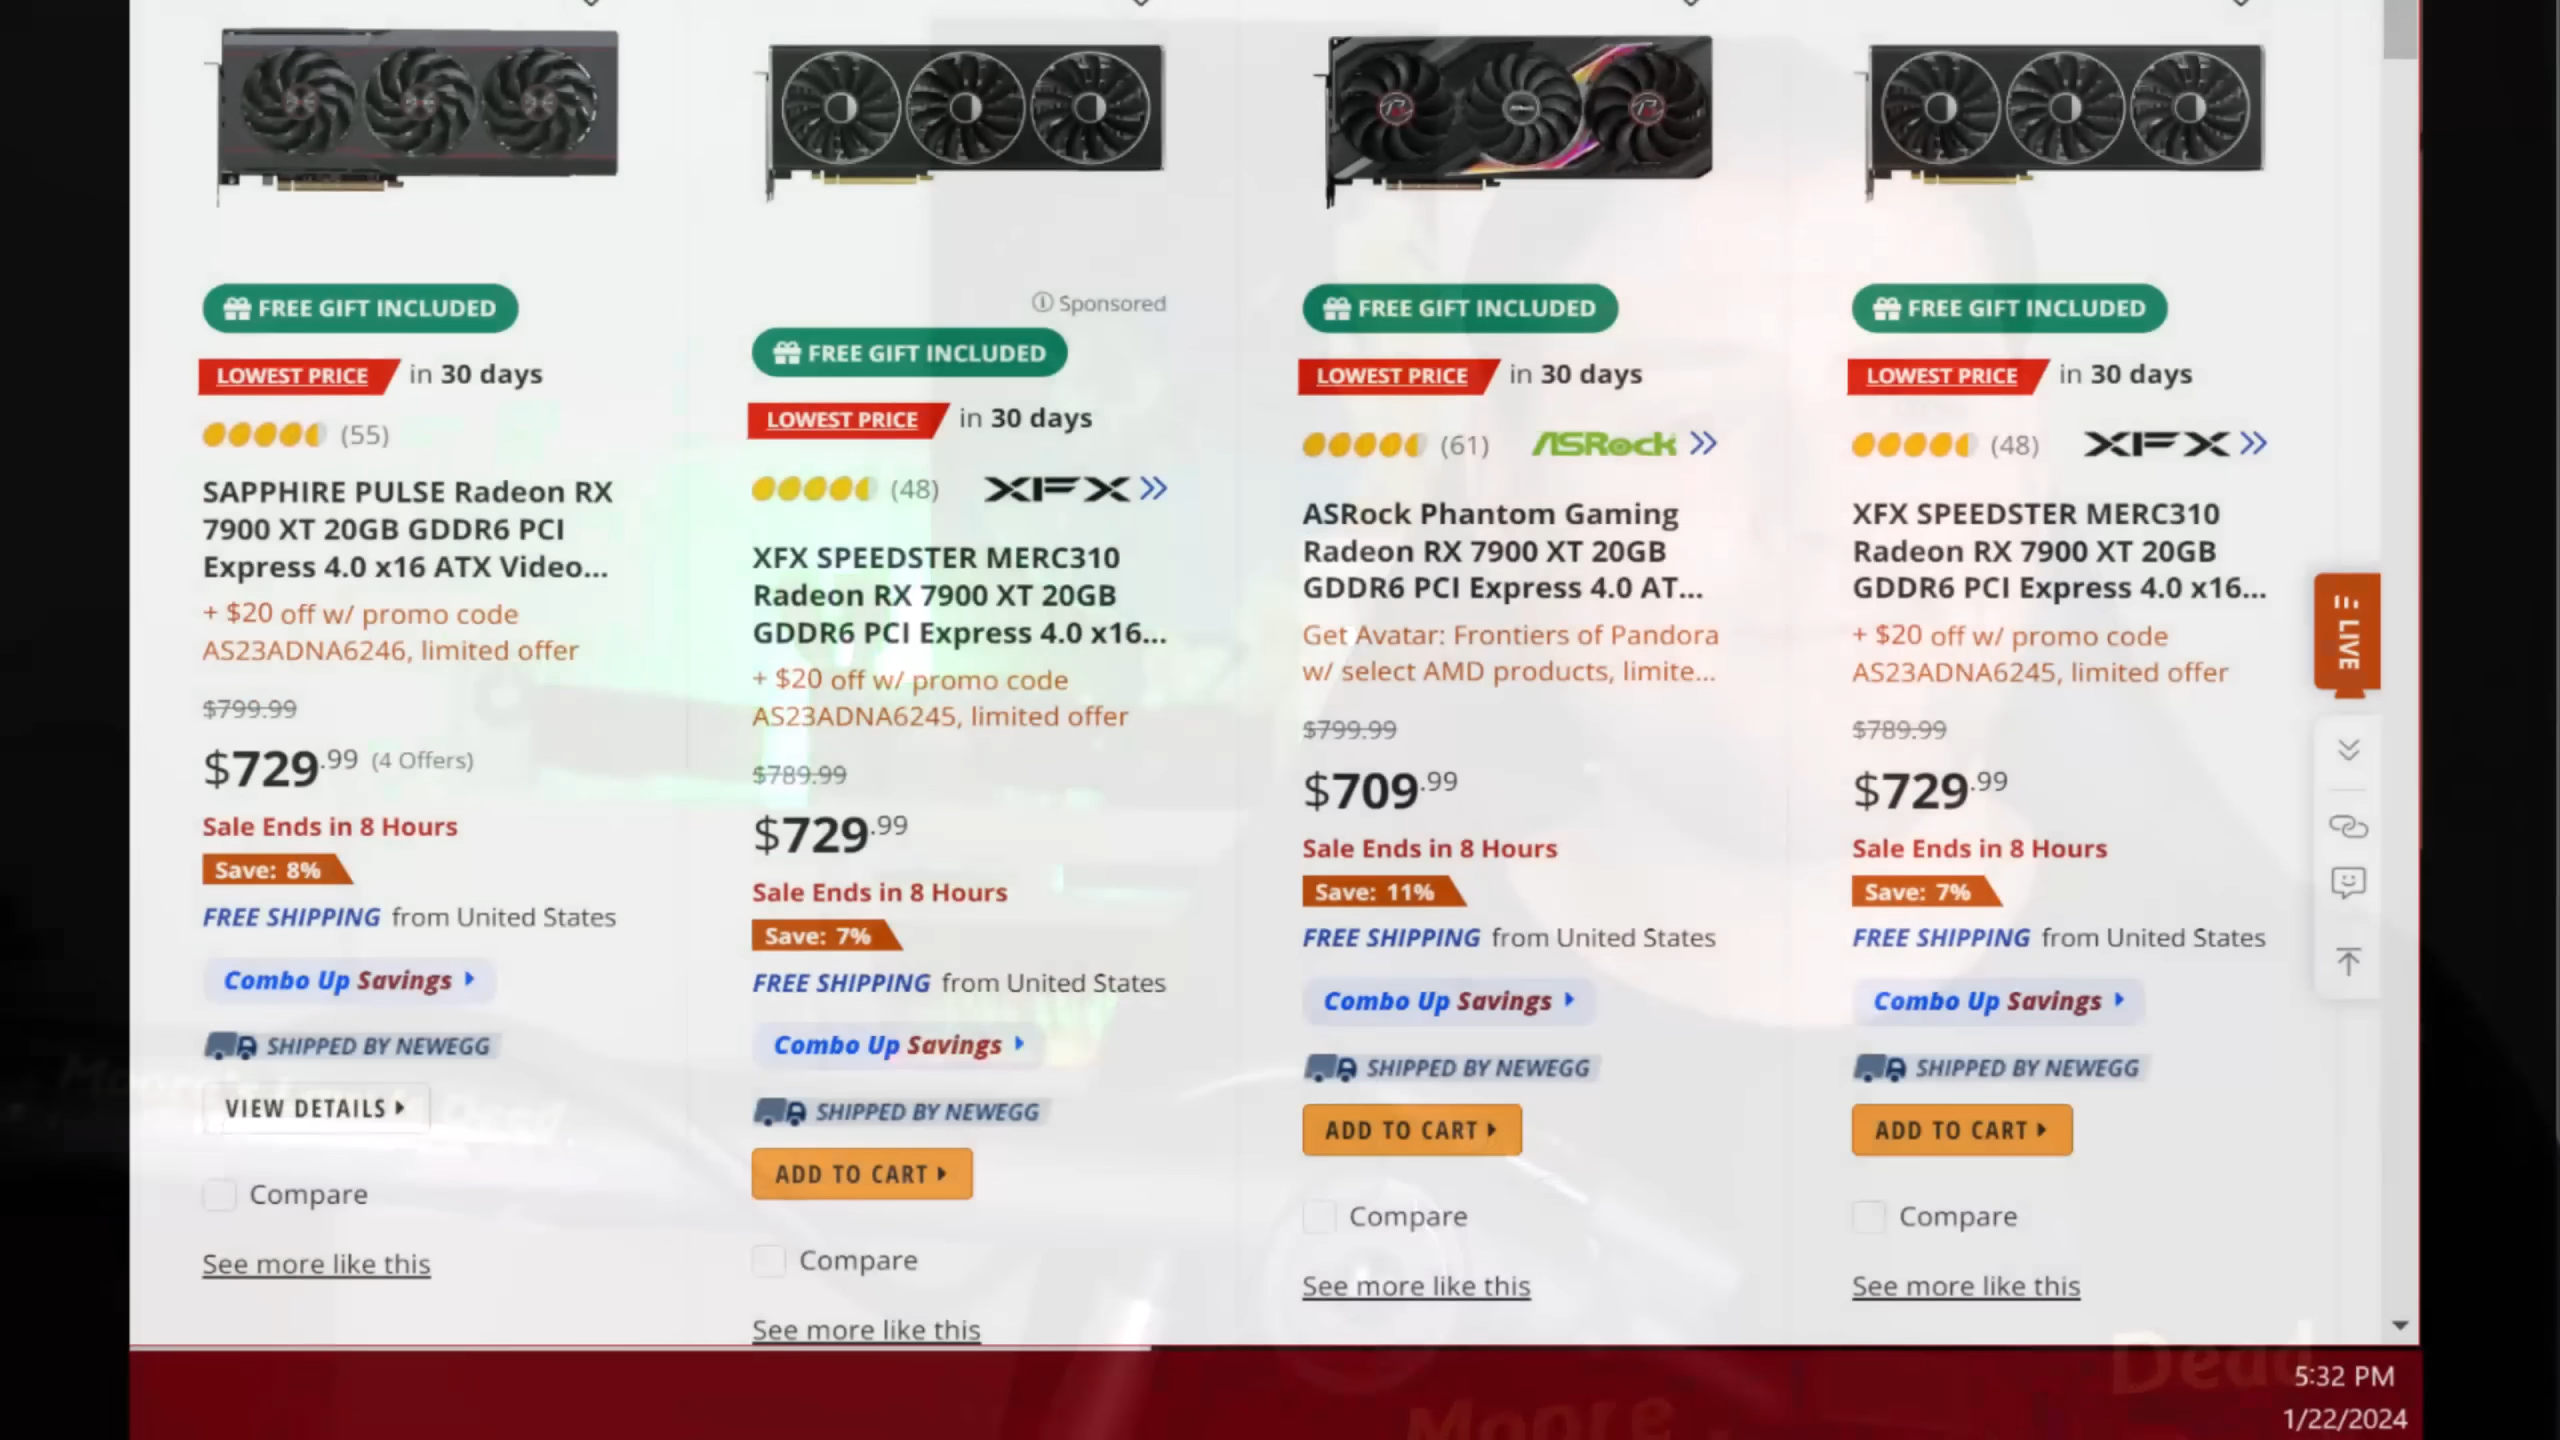 FREE GIFT INCLUDED
LOWEST PRICE in 30 days
(55)
SAPPHIRE PULSE Radeon RX
7900 XT 20GB GDDR6 PCI
Express 4.0 x16 ATX Video...
+ $20 off w/ promo code
AS23ADNA6246, limited offer
$799.99
$729.99 (4 Offers)
Sale Ends in 8 Hours
Save: 8%
FREE SHIPPING from United States
Combo Up Savings
SHIPPED BY NEWEGG
VIEW DETAILS
Compare
See more like this
Sponsored
FREE GIFT INCLUDED
LOWEST PRICE in 30 days
(48) XFX
XFX SPEEDSTER MERC310
Radeon RX 7900 XT 20GB
GDDR6 PCI Express 4.0 x16...
+ $20 off w/ promo code
AS23ADNA6245, limited offer
$789.99
$729.99
Sale Ends in 8 Hours
Save: 7%
FREE SHIPPING from United States
Combo Up Savings
SHIPPED BY NEWEGG
ADD TO CART
Compare
See more like this
FREE GIFT INCLUDED
LOWEST PRICE in 30 days
(61) ASRock
ASRock Phantom Gaming
Radeon RX 7900 XT 20GB
GDDR6 PCI Express 4.0 AT...
Get Avatar: Frontiers of Pandora
w/ select AMD products, limite...
$799.99
$709.99
Sale Ends in 8 Hours
Save: 11%
FREE SHIPPING from United States
Combo Up Savings
SHIPPED BY NEWEGG
ADD TO CART
Compare
See more like this
FREE GIFT INCLUDED
LOWEST PRICE in 30 days
(48) XFX
XFX SPEEDSTER MERC310
Radeon RX 7900 XT 20GB
GDDR6 PCI Express 4.0 x16...
+ $20 off w/ promo code
AS23ADNA6245, limited offer
$789.99
$729.99
Sale Ends in 8 Hours
Save: 7%
FREE SHIPPING from United States
Combo Up Savings
SHIPPED BY NEWEGG
ADD TO CART
Compare
See more like this
LIVE
Dead
Moore
5:32 PM
1/22/2024